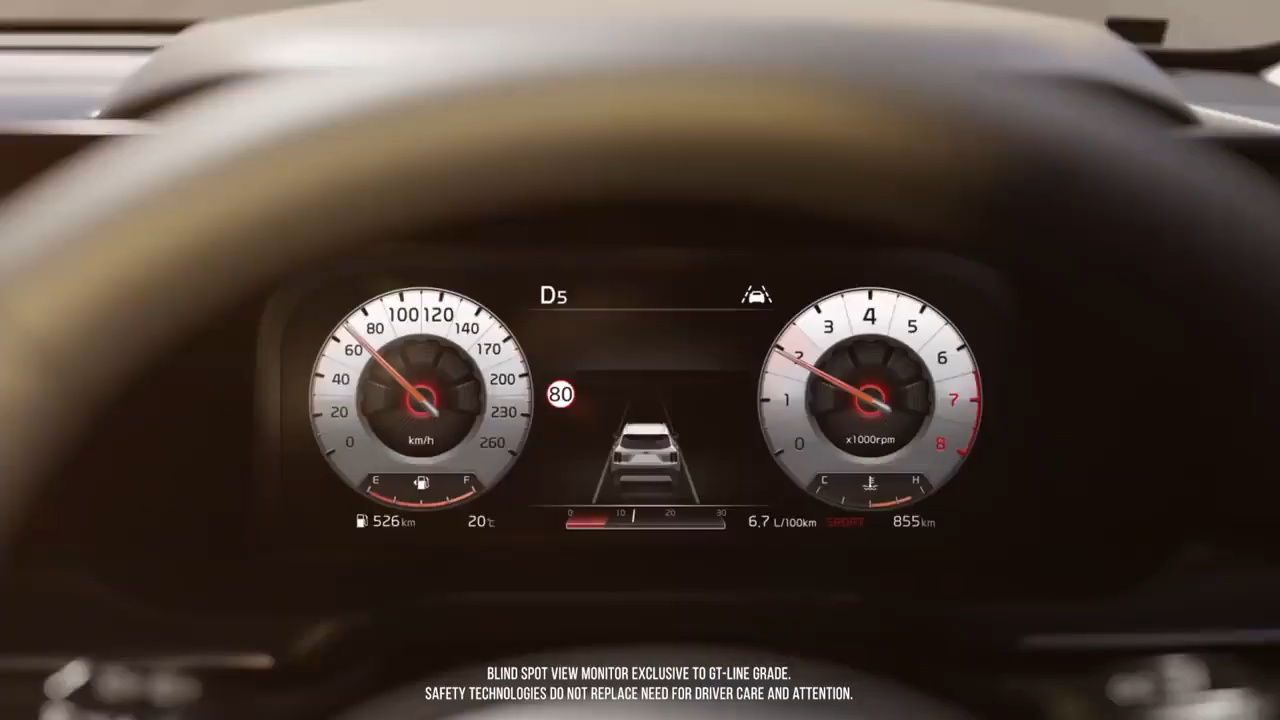 D5
0
20
40
60
80
100
120
140
170
200
230
260
km/h
E F
526km
20℃
80
0 10 20 30
6,7 L/100km
SPORT
855km
0
1
2
3
4
5
6
7
8
x1000rpm
C H
BLIND SPOT VIEW MONITOR EXCLUSIVE TO GT-LINE GRADE.
SAFETY TECHNOLOGIES DO NOT REPLACE NEED FOR DRIVER CARE AND ATTENTION.